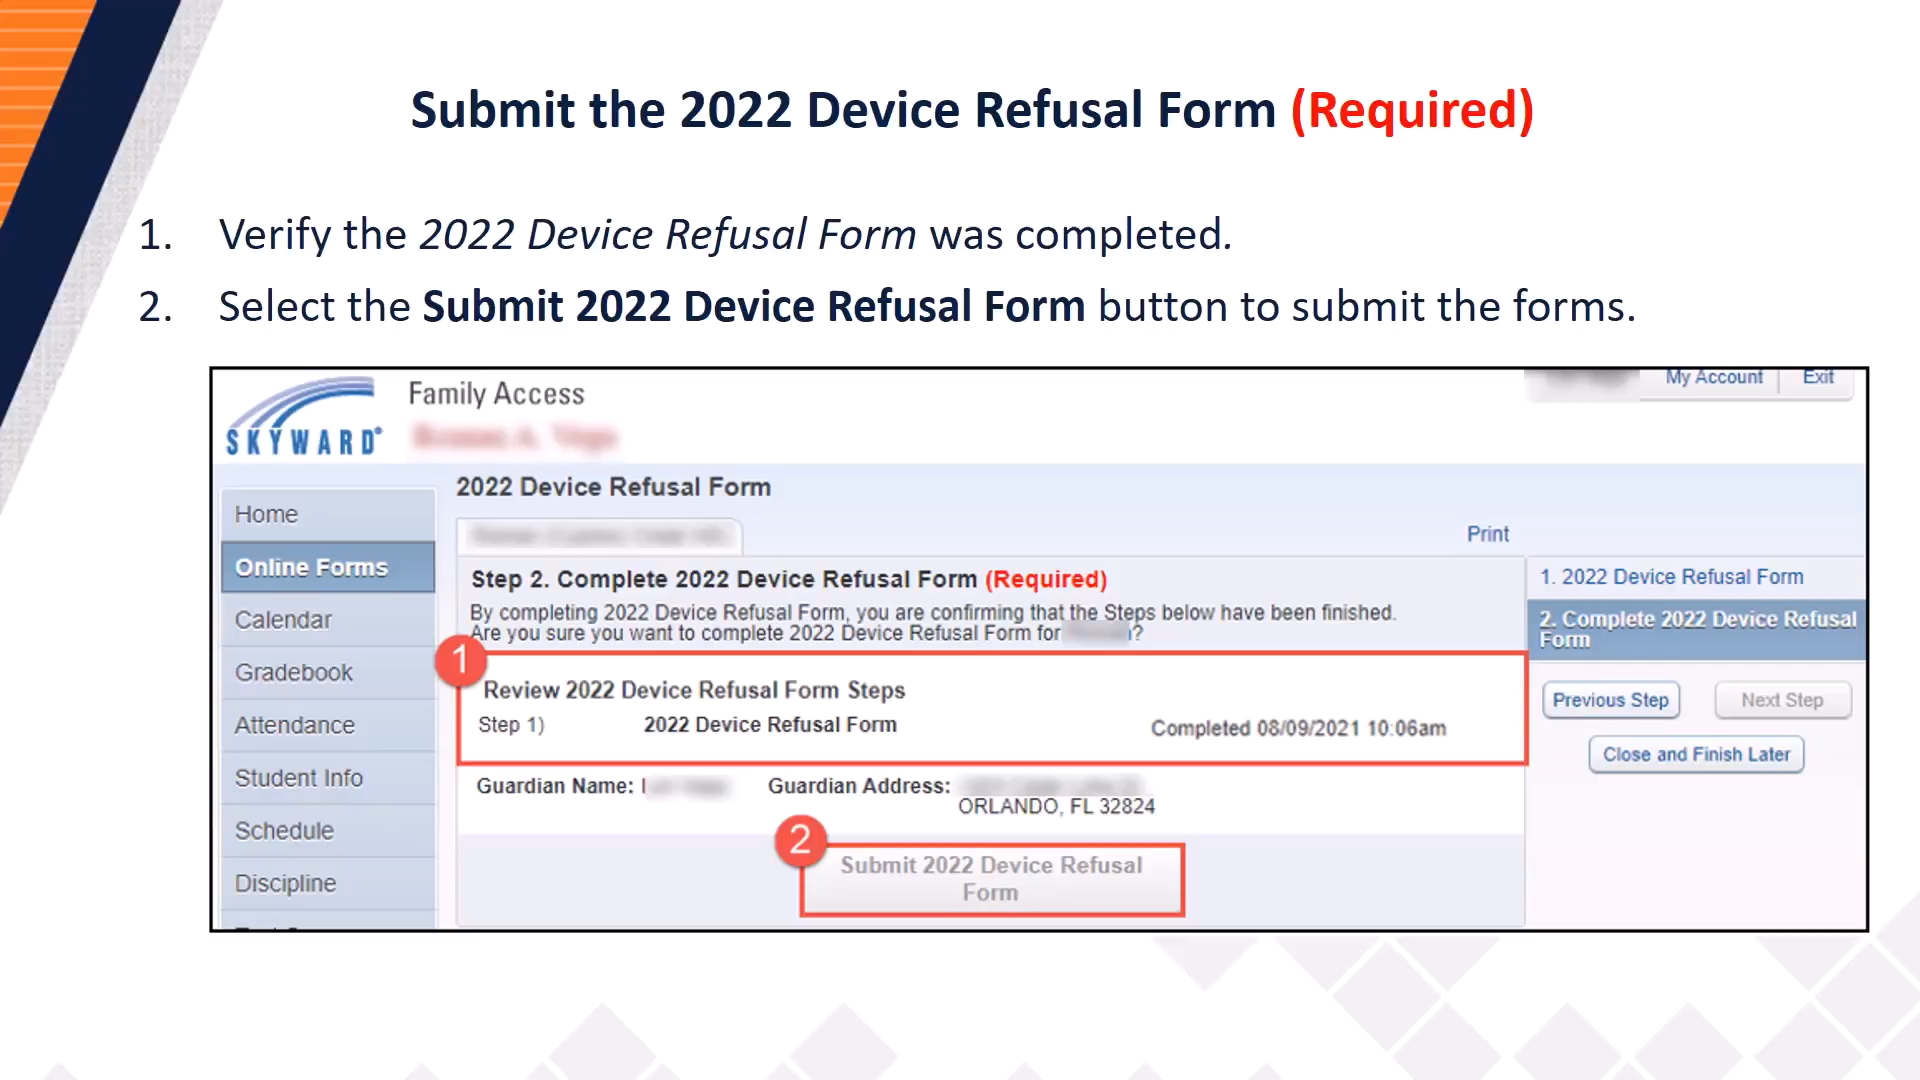 Submit the 2022 Device Refusal Form (Required)
1. Verify the 2022 Device Refusal Form was completed.
2. Select the Submit 2022 Device Refusal Form button to submit the forms.
SKYWARD®
Family Access
My Account
Exit
2022 Device Refusal Form
Home
Online Forms
Calendar
Gradebook
Attendance
Student Info
Schedule
Discipline
Print
Step 2. Complete 2022 Device Refusal Form (Required)
By completing 2022 Device Refusal Form, you are confirming that the Steps below have been finished.
Are you sure you want to complete 2022 Device Refusal Form for ?
1
Review 2022 Device Refusal Form Steps
Step 1) 2022 Device Refusal Form Completed 08/09/2021 10:06am
Guardian Name: Guardian Address:
ORLANDO, FL 32824
2
Submit 2022 Device Refusal
Form
1. 2022 Device Refusal Form
2. Complete 2022 Device Refusal
Form
Previous Step
Next Step
Close and Finish Later